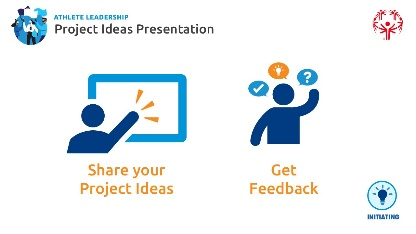 ATHLETE LEADERSHIP
Project Ideas Presentation
Share your
Project Ideas
Get
Feedback
?
INITIATING